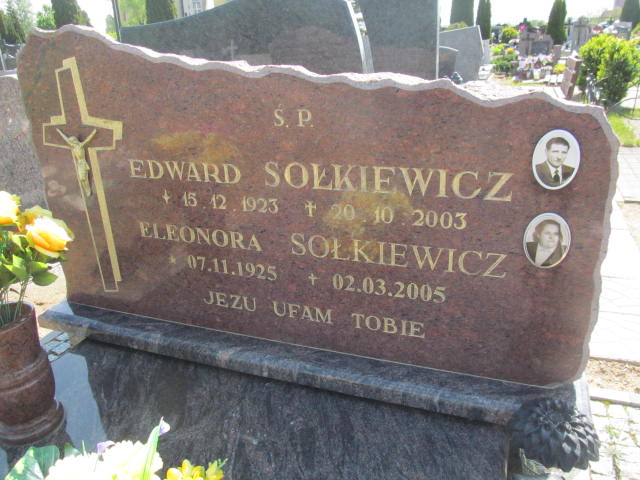 Ś. P.
EDWARD SOŁKIEWICZ
✝ 15.12.1923 ✝ 20.10.2003
ELEONORA SOŁKIEWICZ
* 07.11.1925 ✝ 02.03.2005
JEZU UFAM TOBIE